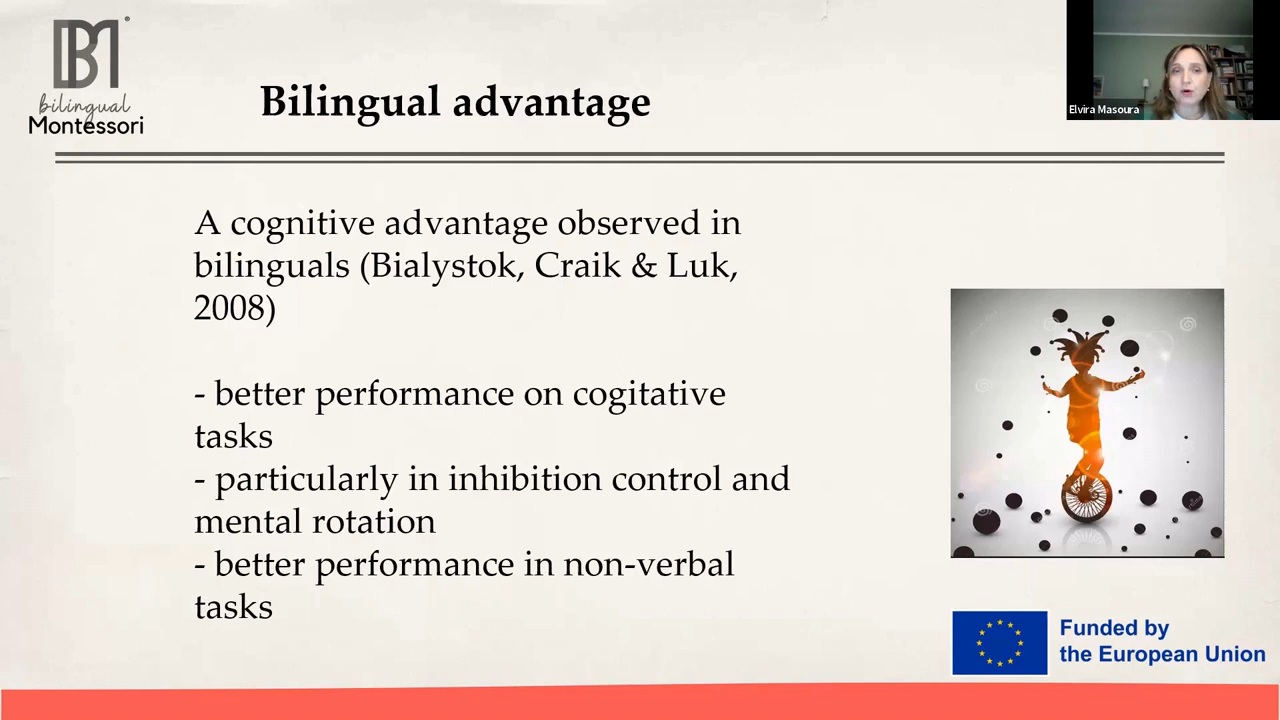 bilingual
Montessori
Bilingual advantage
Elvira Masoura
A cognitive advantage observed in
bilinguals (Bialystok, Craik & Luk,
2008)
- better performance on cogitative
tasks
- particularly in inhibition control and
mental rotation
- better performance in non-verbal
tasks
Funded by
the European Union